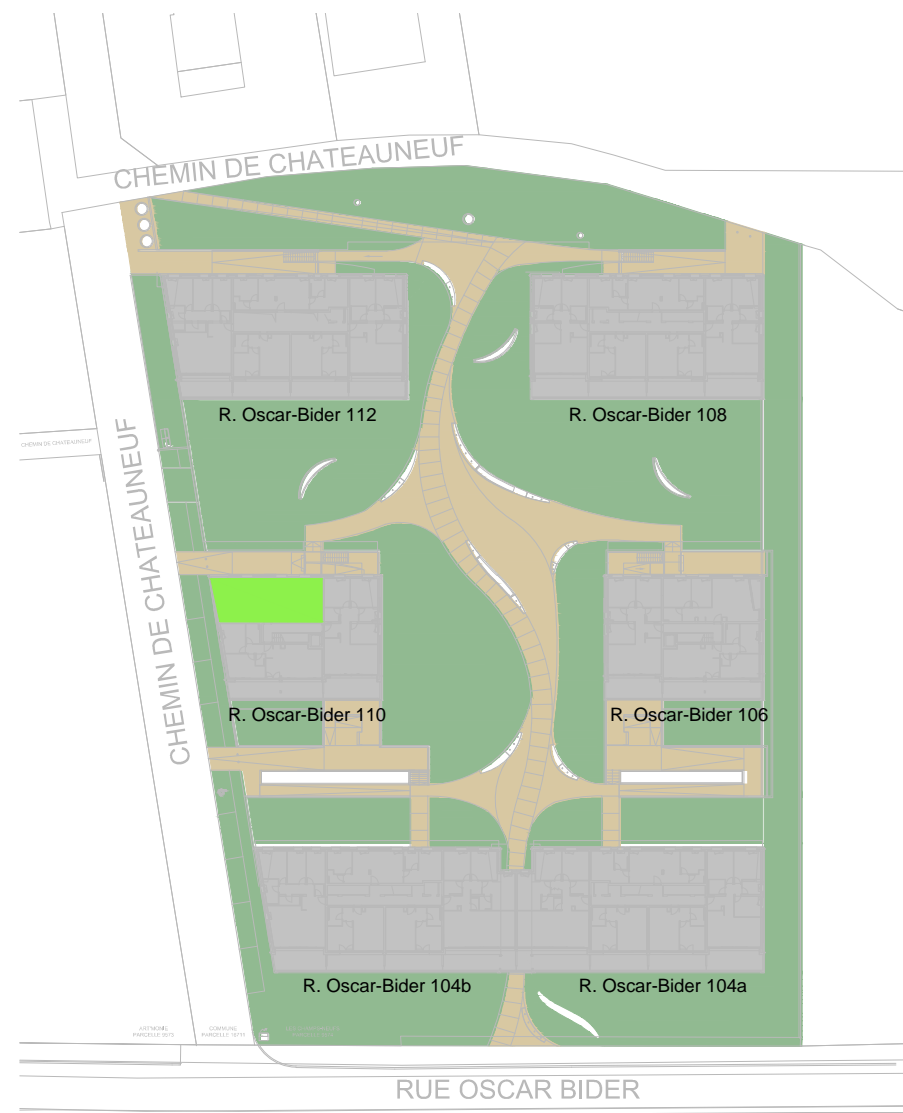 CHEMIN DE CHATEAUNEUF
R. Oscar-Bider 112
R. Oscar-Bider 108
CHEMIN DE CHATEAUNEUF
CHEMIN DE CHATEAUNEUF
R. Oscar-Bider 110
R. Oscar-Bider 106
R. Oscar-Bider 104b
R. Oscar-Bider 104a
COMMUNE
RUE OSCAR BIDER